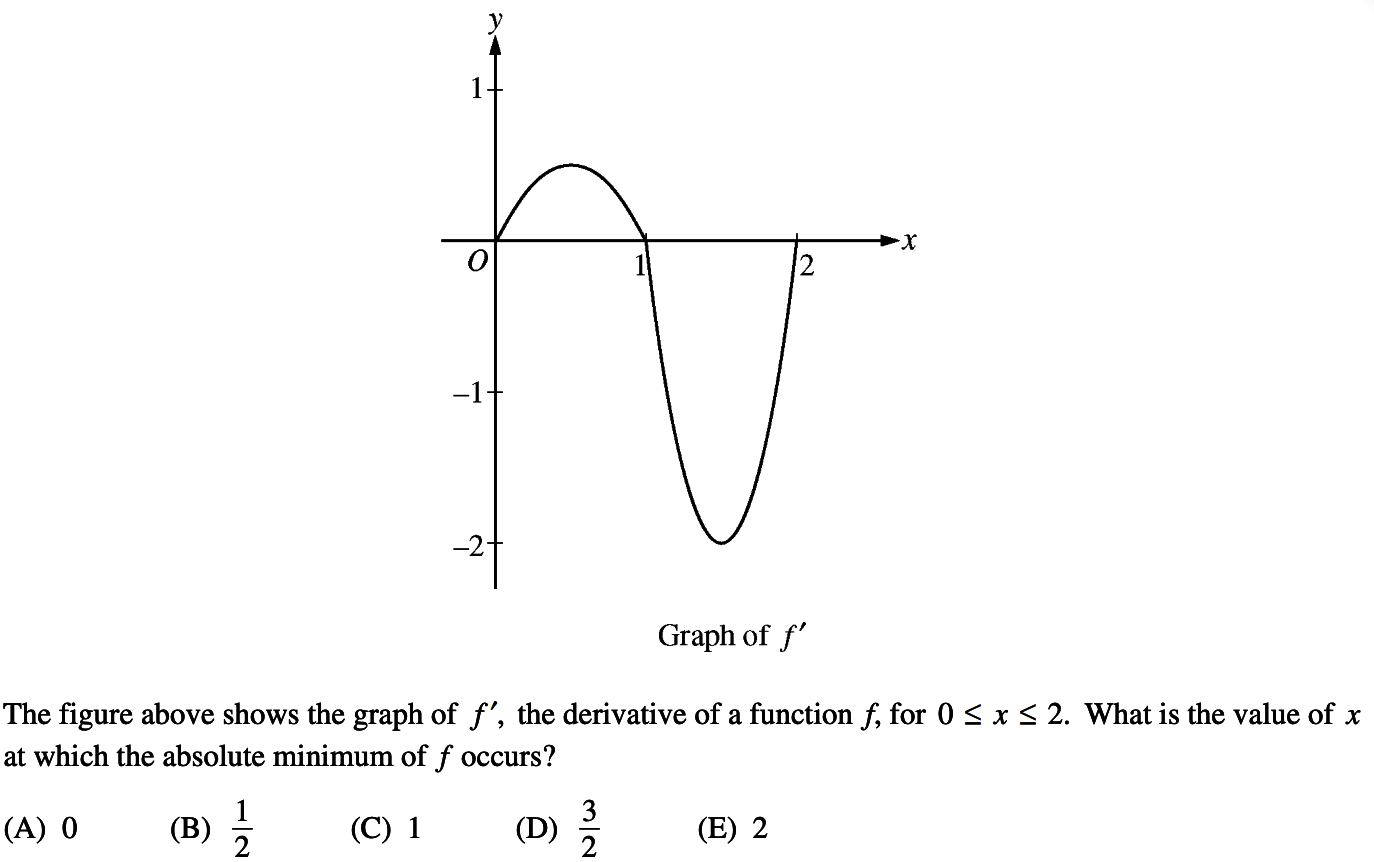 y
1
x
O
1
2
–1
–2
Graph of f′
The figure above shows the graph of f′, the derivative of a function f, for 0 ≤ x ≤ 2. What is the value of x
at which the absolute minimum of f occurs?
(A) 0 (B) 1/2 (C) 1 (D) 3/2 (E) 2